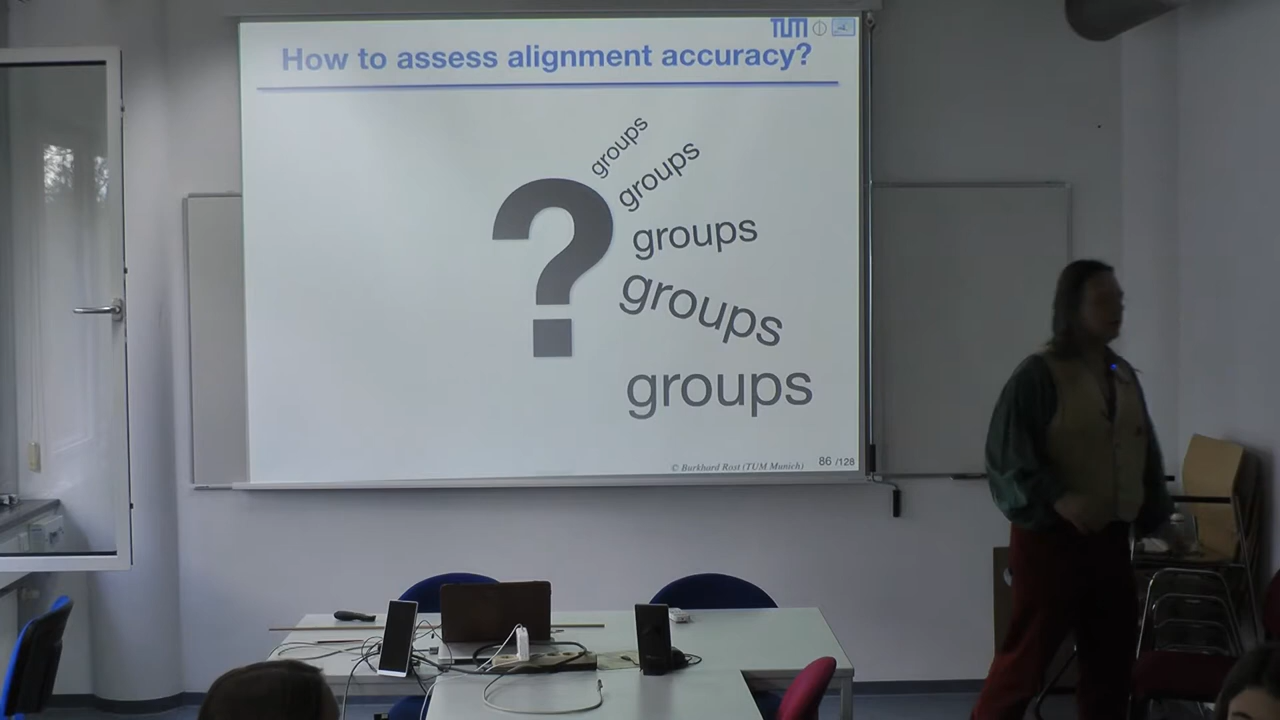 TUM
How to assess alignment accuracy?
groups
groups
?
groups
groups
groups
© Burkhard Rost (TUM Munich)
86 /128